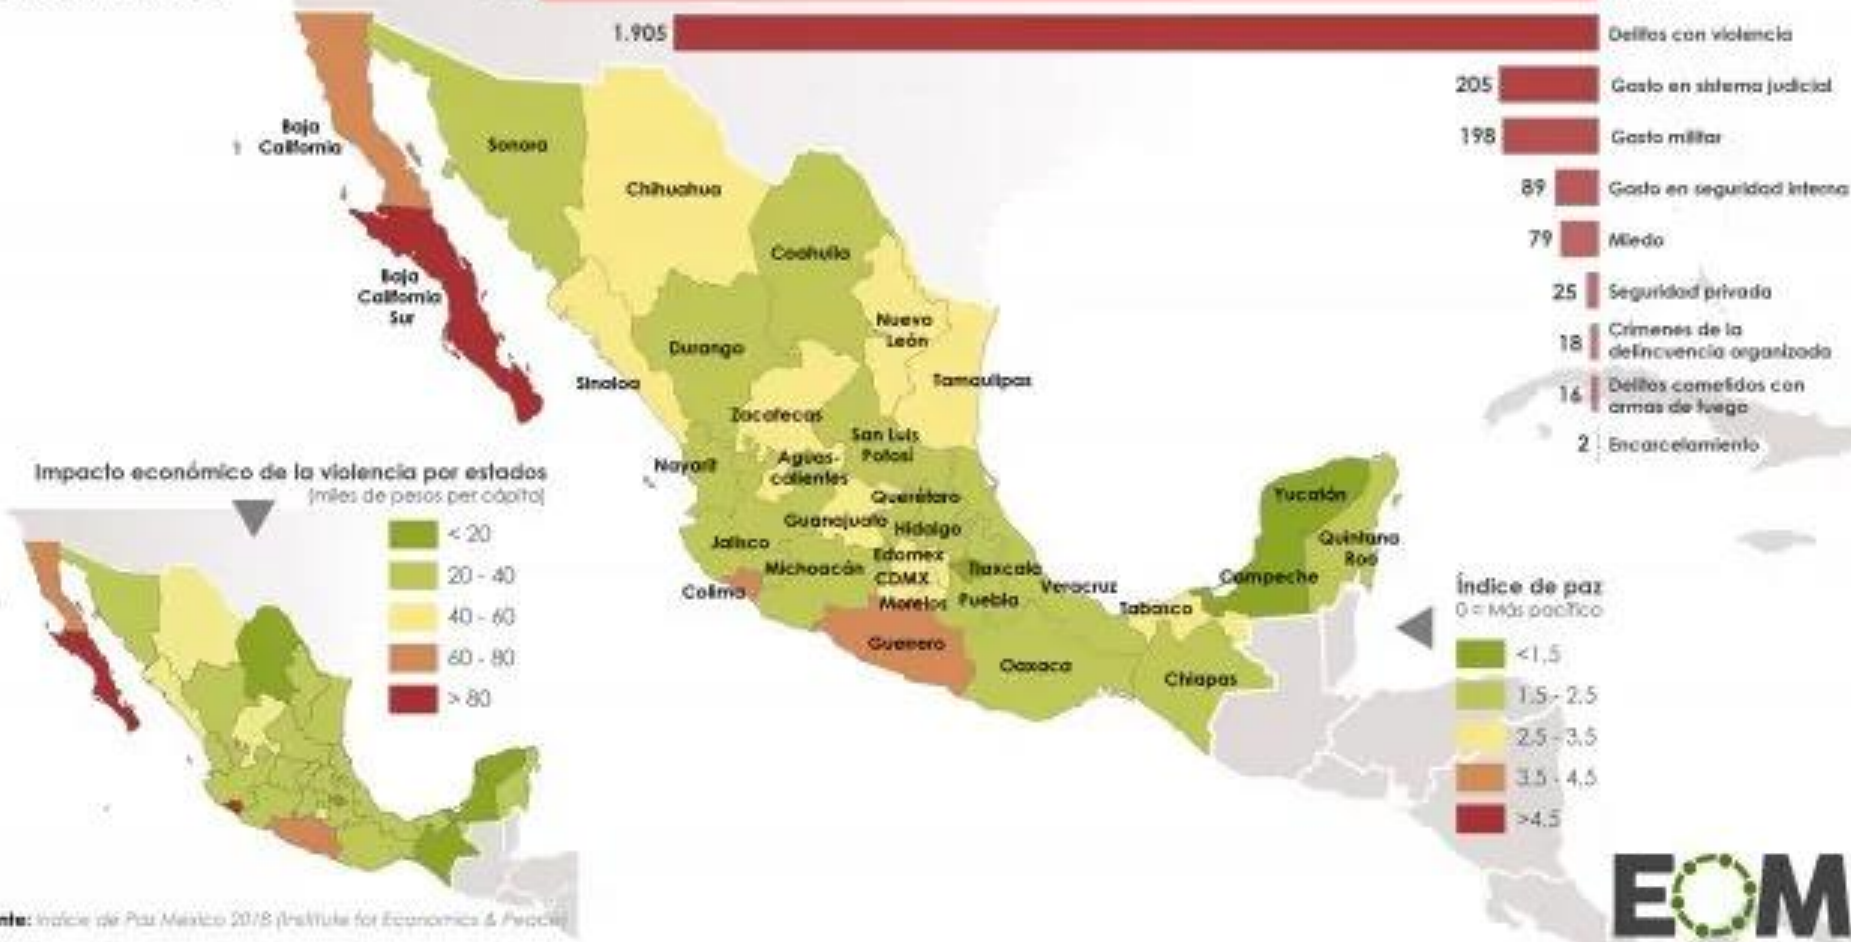 1.905
Delitos con violencia
205
Gasto en sistema judicial
198
Gasto militar
89
Gasto en seguridad interna
79
Miedo
25
Seguridad privada
18
Crímenes de la
delincuencia organizada
16
Delitos cometidos con
armas de fuego
2
Encarcelamiento
Baja
California
Sonora
Chihuahua
Coahuila
Baja
California
Sur
Nuevo
León
Durango
Sinaloa
Tamaulipas
Zacatecas
San Luis
Potosí
Nayarit
Aguas-
calientes
Querétaro
Guanajuato
Hidalgo
Jalisco
Edomex
Michoacán
CDMX
Tlaxcala
Colima
Morelos
Puebla
Veracruz
Tabasco
Guerrero
Oaxaca
Chiapas
Yucatán
Quintana
Roo
Campeche
Impacto económico de la violencia por estados
(miles de pesos per cápita)
< 20
20 - 40
40 - 60
60 - 80
> 80
Índice de paz
0 = Más pacífico
<1,5
1.5 - 2.5
2.5 - 3.5
3.5 - 4.5
>4.5
nte: Índice de Paz México 2018 (Institute for Economics & Peace)
EOM